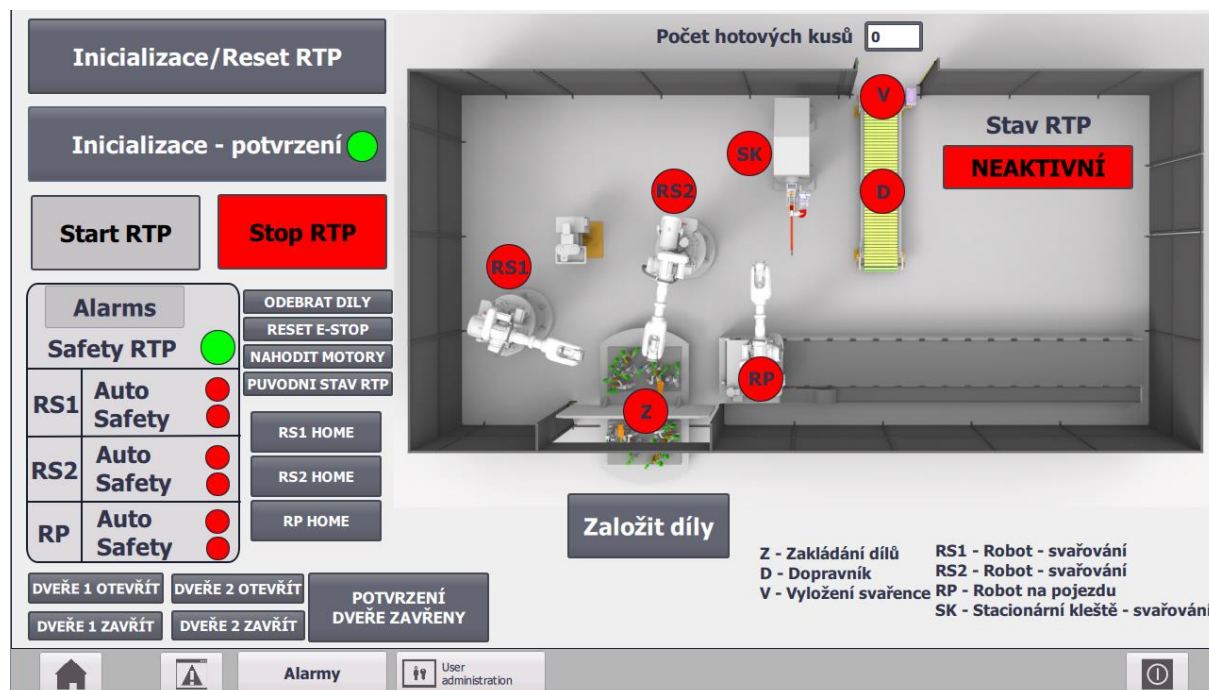 Inicializace/Reset RTP
Inicializace - potvrzení
Start RTP
Stop RTP
Alarms
Safety RTP
RS1
Auto
Safety
RS2
Auto
Safety
RP
Auto
Safety
ODEBRAT DILY
RESET E-STOP
NAHODIT MOTORY
PUVODNI STAV RTP
RS1 HOME
RS2 HOME
RP HOME
DVEŘE 1 OTEVŘÍT
DVEŘE 2 OTEVŘÍT
DVEŘE 1 ZAVŘÍT
DVEŘE 2 ZAVŘÍT
POTVRZENÍ
DVEŘE ZAVŘENY
Počet hotových kusů 0
V
Stav RTP
NEAKTIVNÍ
SK
RS2
D
RS1
RP
Z
Založit díly
Z - Zakládání dílů
D - Dopravník
V - Vyložení svařence
RS1 - Robot - svařování
RS2 - Robot - svařování
RP - Robot na pojezdu
SK - Stacionární kleště - svařování
Alarmy
User
administration